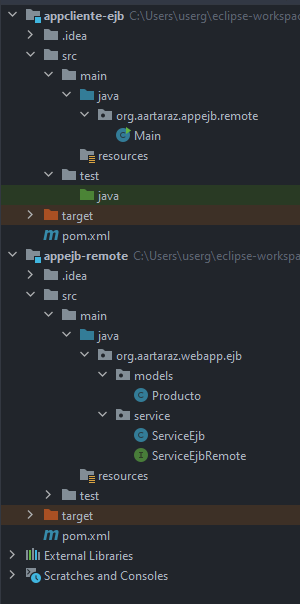 appcliente-ejb C:\Users\userg\eclipse-workspa
.idea
src
main
java
org.aartaraz.appejb.remote
Main
resources
test
java
target
pom.xml
appejb-remote C:\Users\userg\eclipse-workspa
.idea
src
main
java
org.aartaraz.webapp.ejb
models
Producto
service
ServiceEjb
ServiceEjbRemote
resources
test
target
pom.xml
External Libraries
Scratches and Consoles